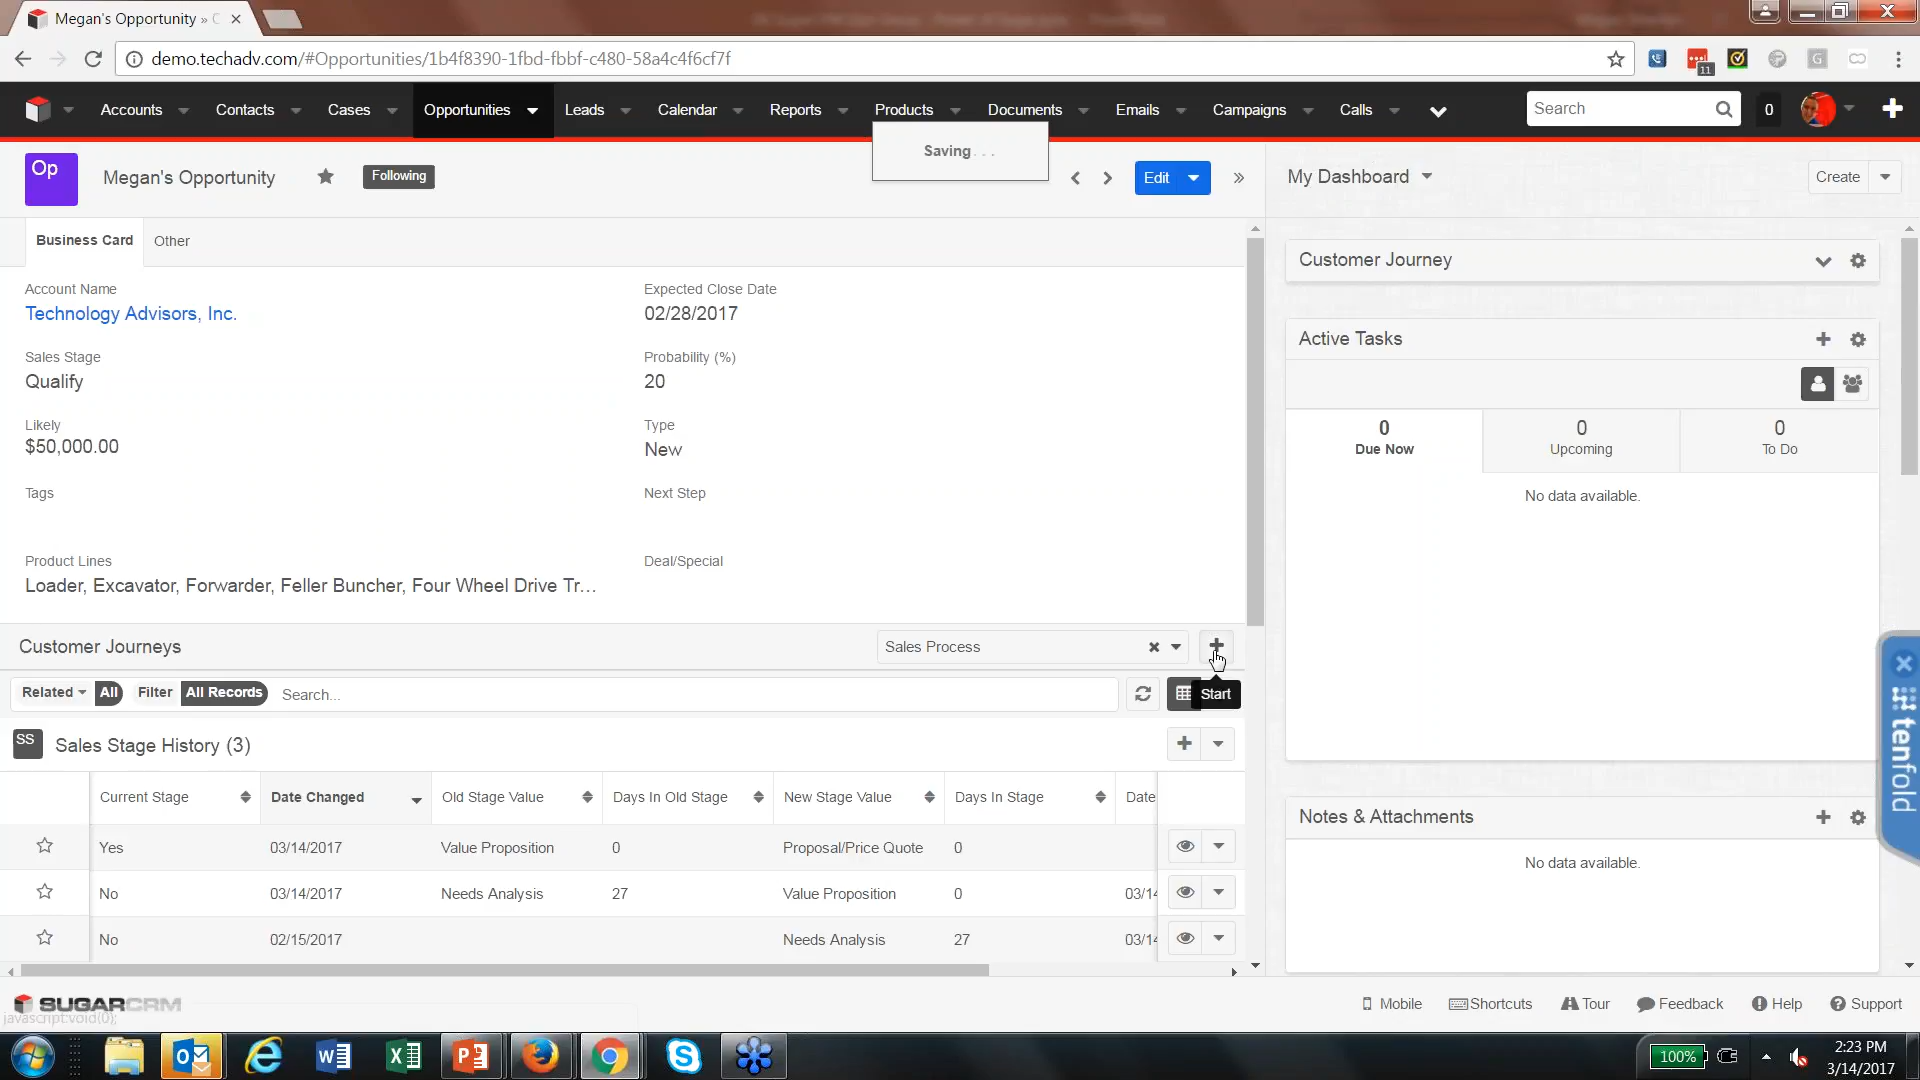 Megan's Opportunity » C
demo.techadv.com/#Opportunities/1b4f8390-1fbd-fbbf-c480-58a4c4f6cf7f
11
G
Accounts
Contacts
Cases
Opportunities
Leads
Calendar
Reports
Products
Documents
Emails
Campaigns
Calls
Search
0
Saving . . .
Op
Megan's Opportunity
Following
Edit
My Dashboard
Create
Business Card
Other
Account Name
Technology Advisors, Inc.
Expected Close Date
02/28/2017
Sales Stage
Qualify
Probability (%)
20
Likely
$50,000.00
Type
New
Tags
Next Step
Product Lines
Loader, Excavator, Forwarder, Feller Buncher, Four Wheel Drive Tr...
Deal/Special
Customer Journeys
Sales Process
Related
All
Filter
All Records
Search...
Start
SS
Sales Stage History (3)
Current Stage
Date Changed
Old Stage Value
Days In Old Stage
New Stage Value
Days In Stage
Date
Yes
03/14/2017
Value Proposition
0
Proposal/Price Quote
0
No
03/14/2017
Needs Analysis
27
Value Proposition
0
03/14
No
02/15/2017
Needs Analysis
27
03/14
Customer Journey
Active Tasks
0
Due Now
0
Upcoming
0
To Do
No data available.
Notes & Attachments
No data available.
tenfold
SUGARCRM
javascript:void(0);
Mobile
Shortcuts
Tour
Feedback
Help
Support
100%
2:23 PM
3/14/2017